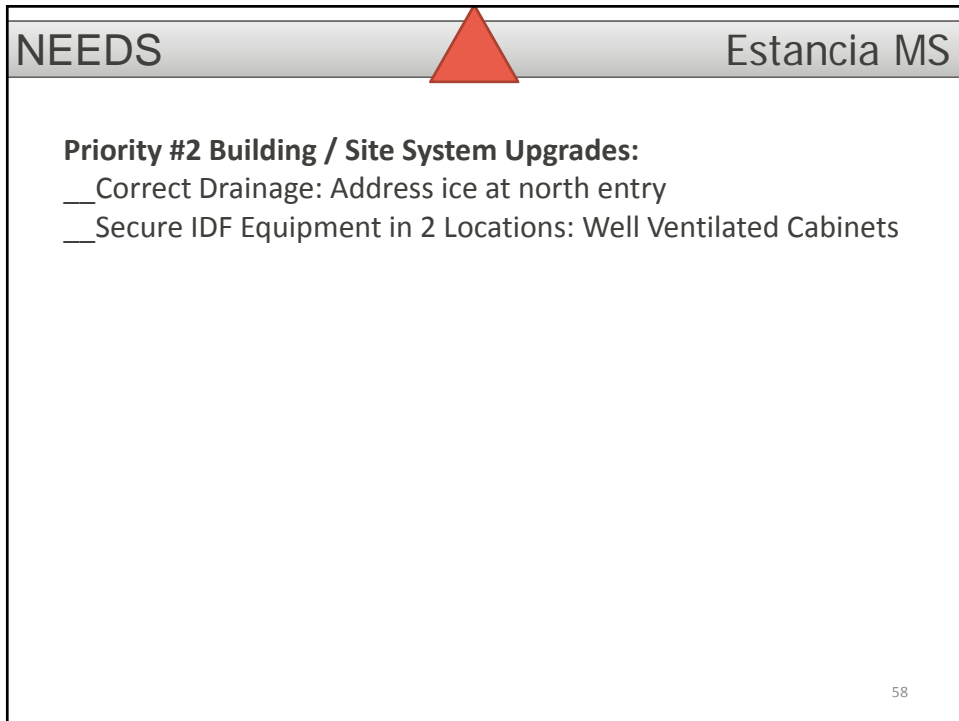 NEEDS Estancia MS
Priority #2 Building / Site System Upgrades:
__Correct Drainage: Address ice at north entry
__Secure IDF Equipment in 2 Locations: Well Ventilated Cabinets
58